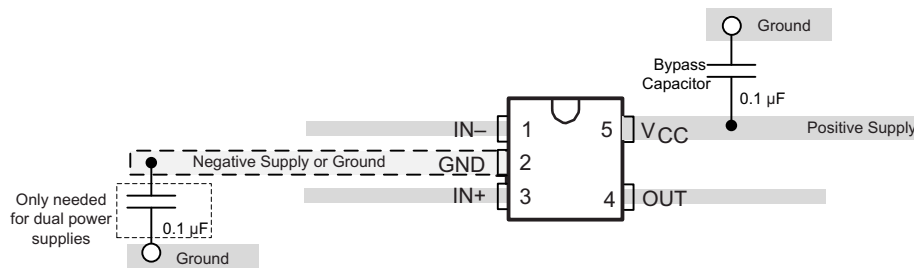 Ground
Bypass
Capacitor
0.1 µF
IN– 1 5 VCC Positive Supply
Negative Supply or Ground GND 2
IN+ 3 4 OUT
Only needed
for dual power
supplies
0.1 µF
Ground